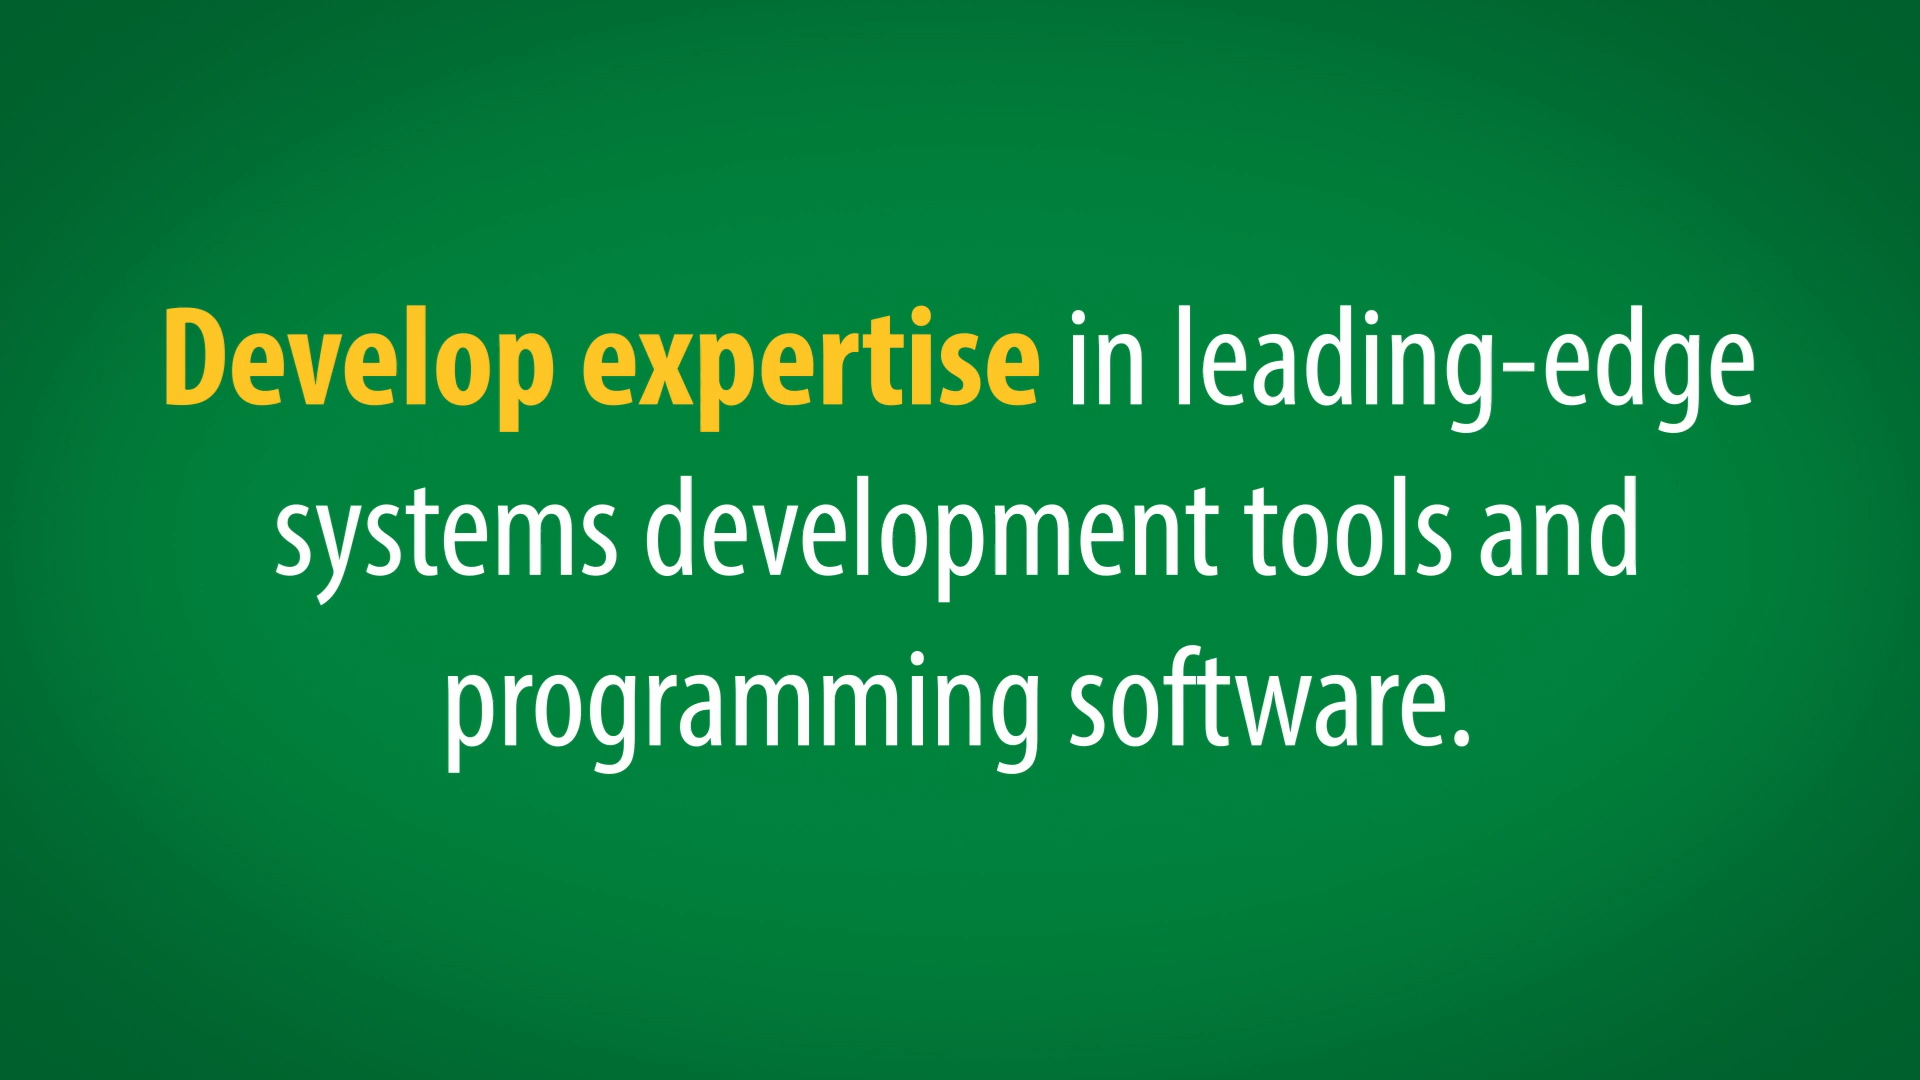 Develop expertise in leading-edge
systems development tools and
programming software.